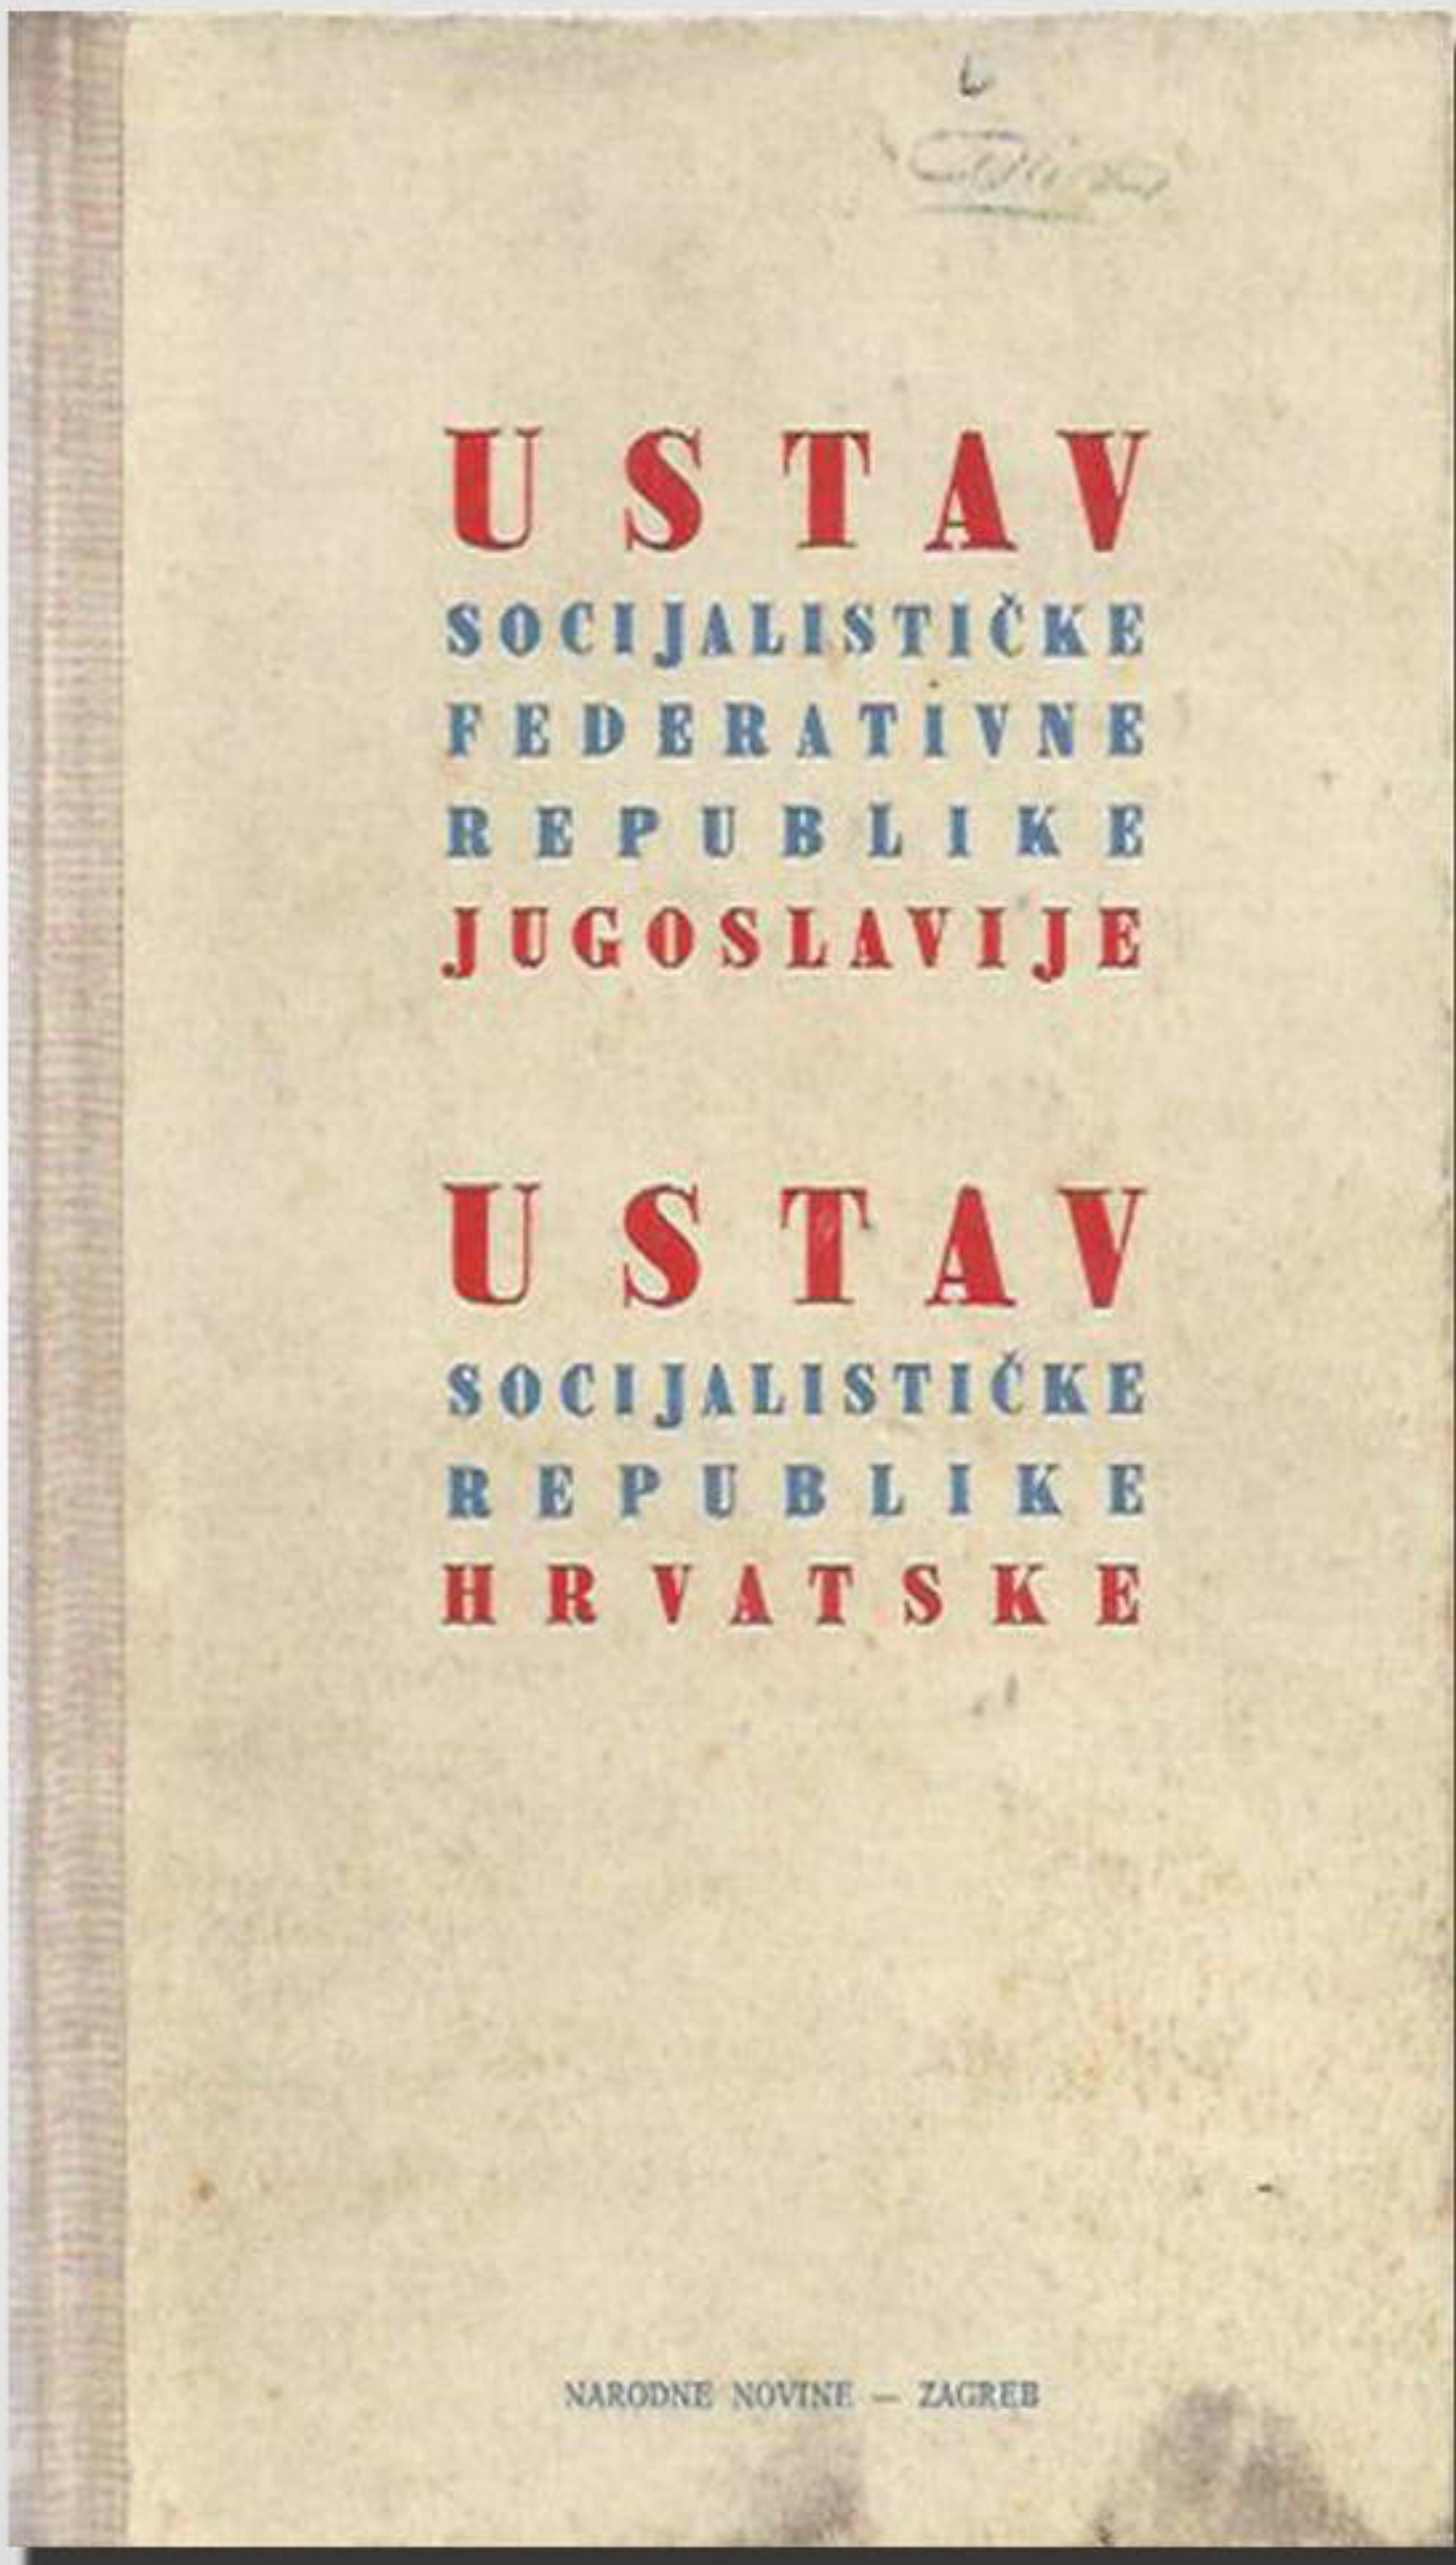 USTAV
SOCIJALISTIČKE
FEDERATIVNE
REPUBLIKE
JUGOSLAVIJE
USTAV
SOCIJALISTIČKE
REPUBLIKE
HRVATSKE
NARODNE NOVINE — ZAGREB